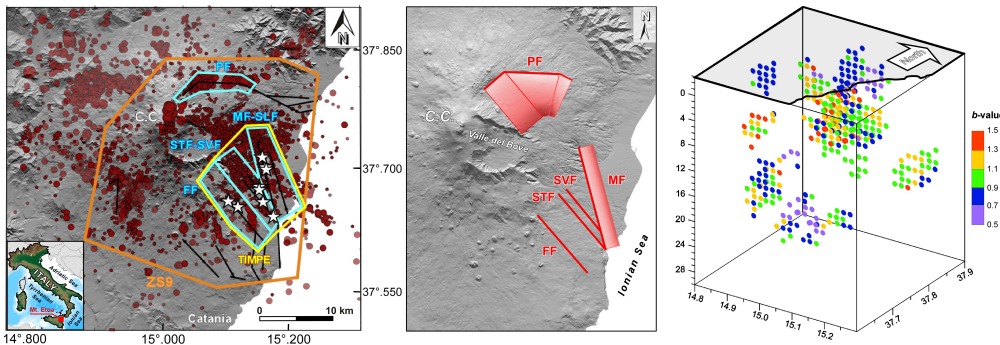 N
37°.850
PF
C.C.
MF-SLF
STF-SVF
37°.700
FF
TIMPE
ZS9
37°.550
ITALY
Adriatic Sea
Tyrrhenian
Sea
Mt. Etna
Ionian
Sea
Catania
0 10 km
14°.800 15°.000 15°.200
N
PF
C.C.
Valle del Bove
SVF
MF
STF
FF
Ionian Sea
North
0
4
8
12
16
20
24
28
14.8
14.9
15.0
15.1
15.2
37.7
37.8
37.9
b-value
1.5
1.3
1.1
0.9
0.7
0.5